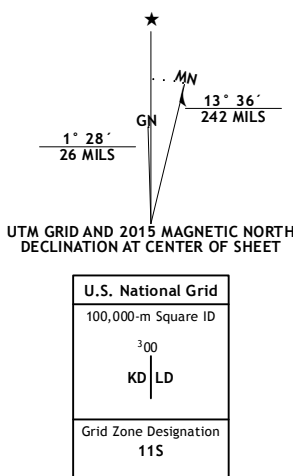 ★
MN
GN
13° 36´
242 MILS
1° 28´
26 MILS
UTM GRID AND 2015 MAGNETIC NORTH
DECLINATION AT CENTER OF SHEET
U.S. National Grid
100,000-m Square ID
³00
KD LD
Grid Zone Designation
11S